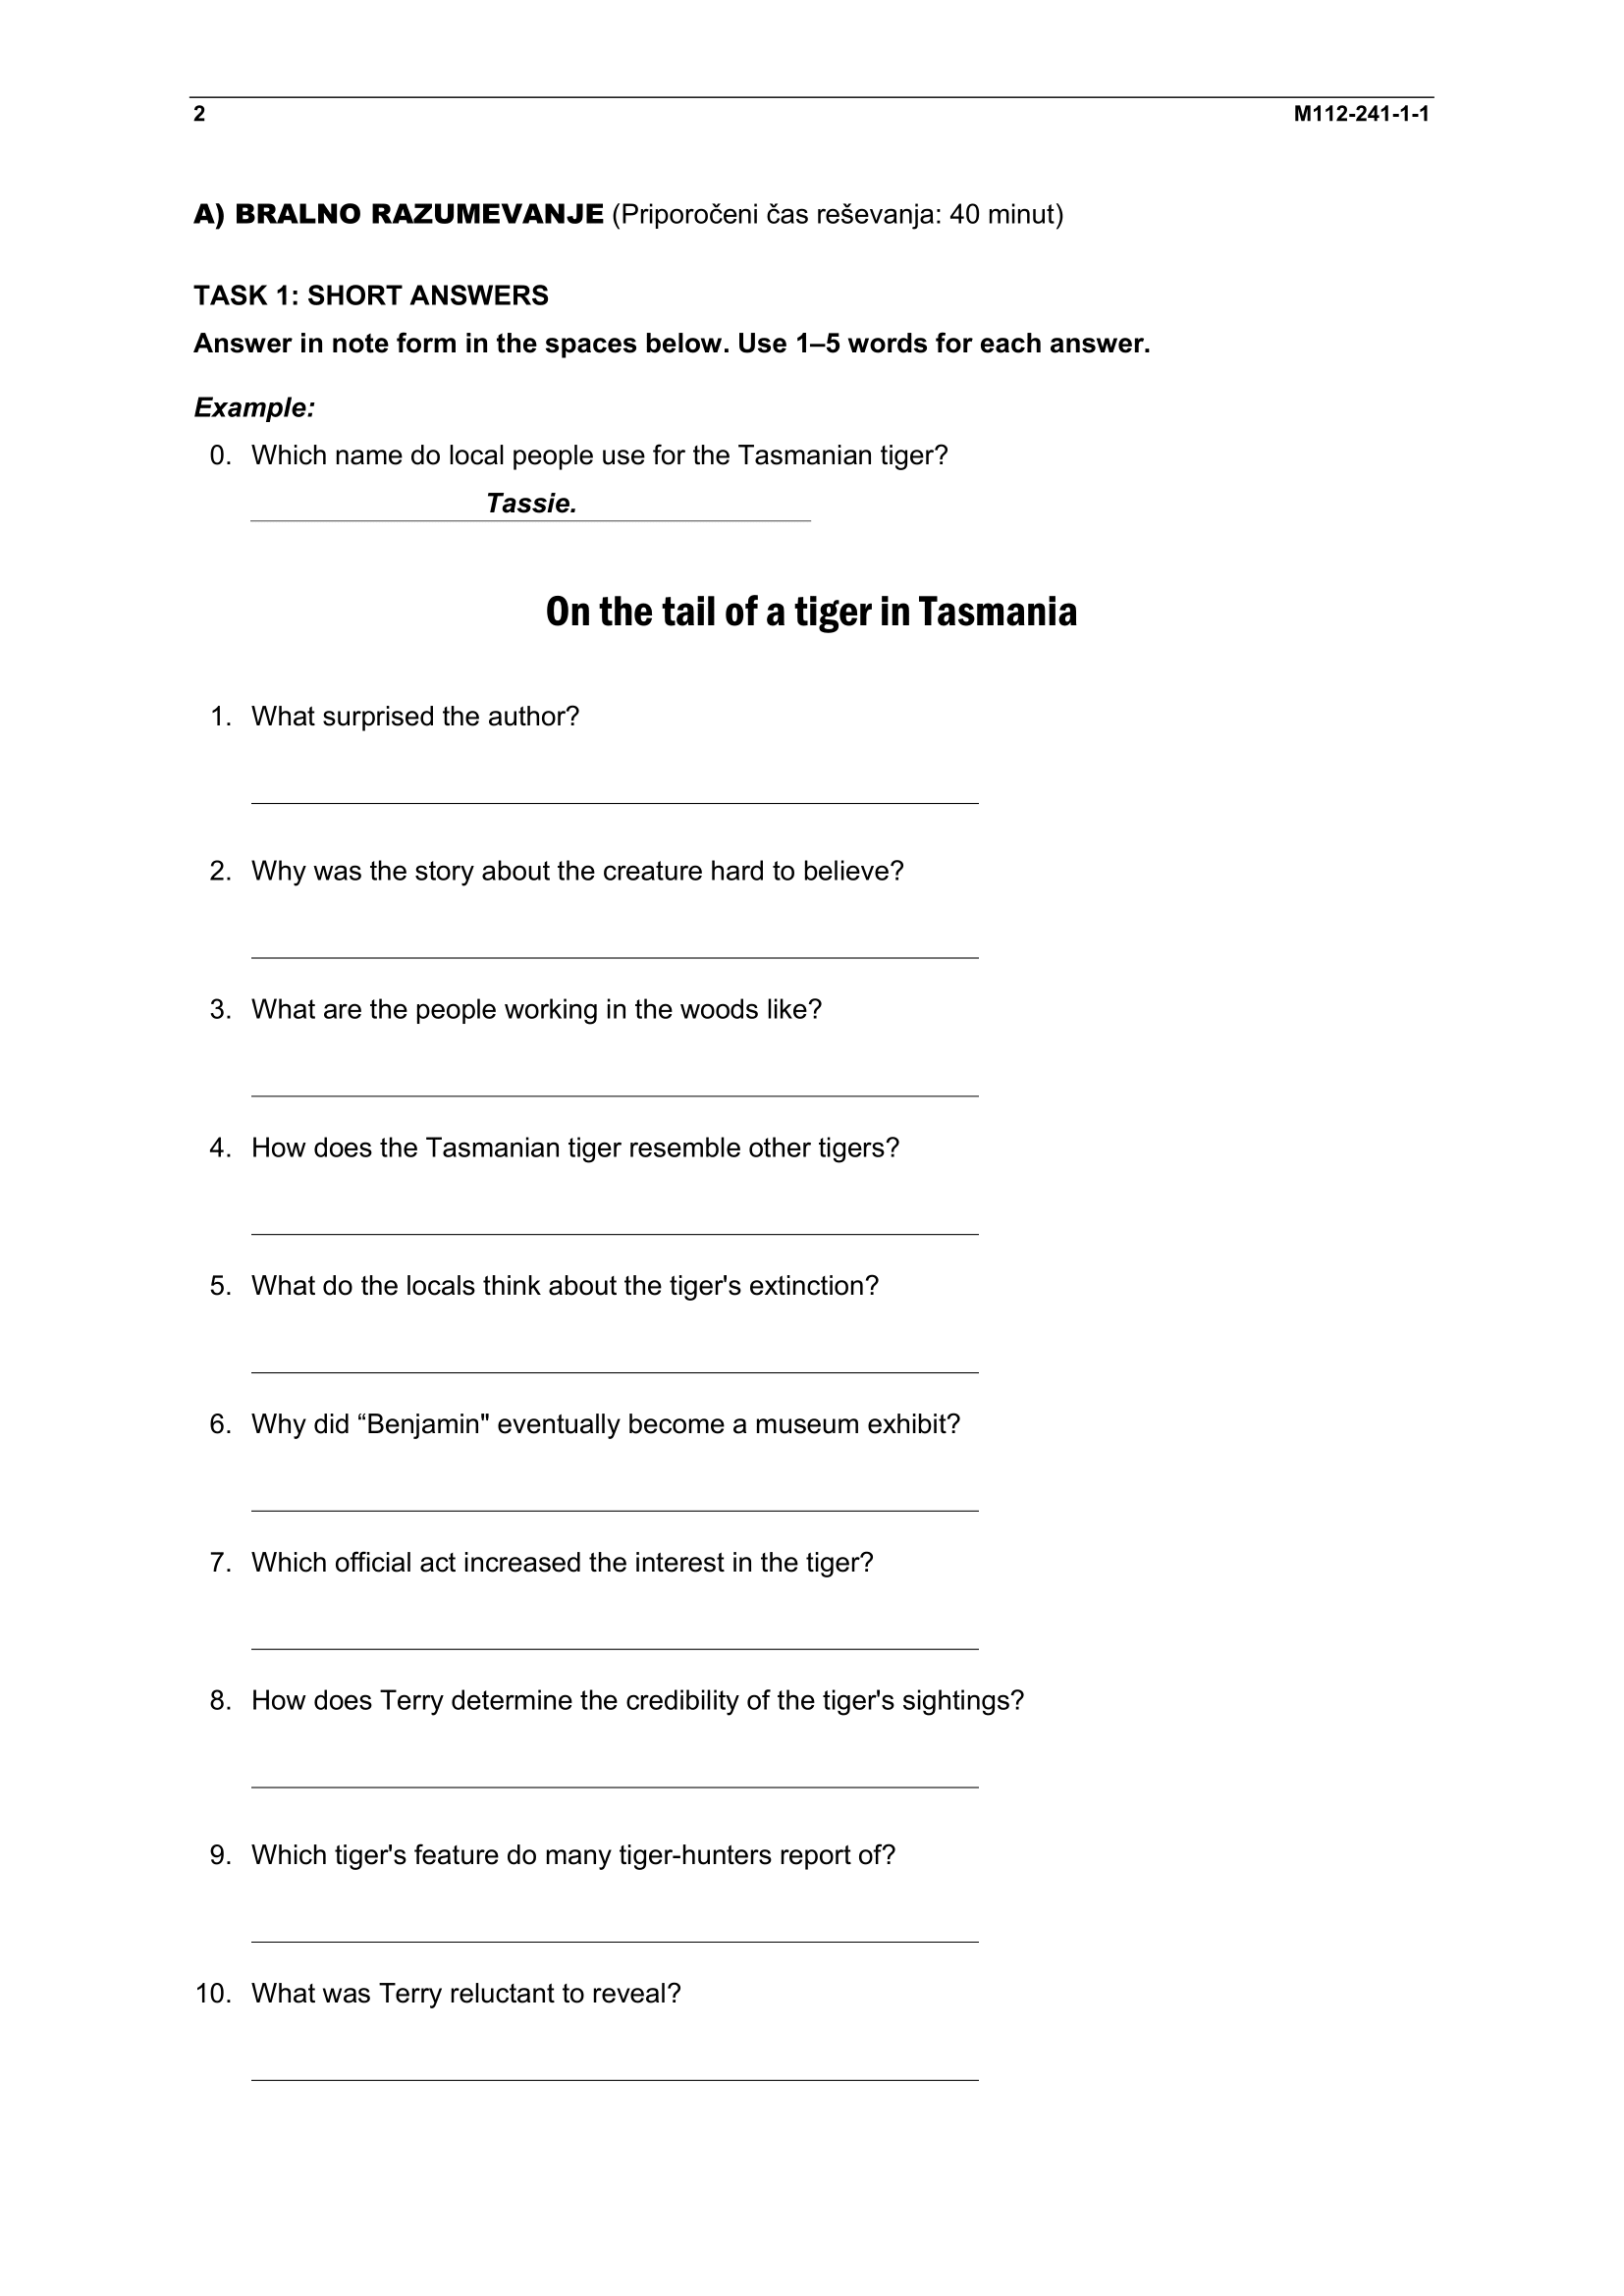 2 M112-241-1-1
A) BRALNO RAZUMEVANJE (Priporočeni čas reševanja: 40 minut)
TASK 1: SHORT ANSWERS
Answer in note form in the spaces below. Use 1–5 words for each answer.
Example:
0. Which name do local people use for the Tasmanian tiger?
Tassie.
On the tail of a tiger in Tasmania
1. What surprised the author?
2. Why was the story about the creature hard to believe?
3. What are the people working in the woods like?
4. How does the Tasmanian tiger resemble other tigers?
5. What do the locals think about the tiger's extinction?
6. Why did “Benjamin" eventually become a museum exhibit?
7. Which official act increased the interest in the tiger?
8. How does Terry determine the credibility of the tiger's sightings?
9. Which tiger's feature do many tiger-hunters report of?
10. What was Terry reluctant to reveal?